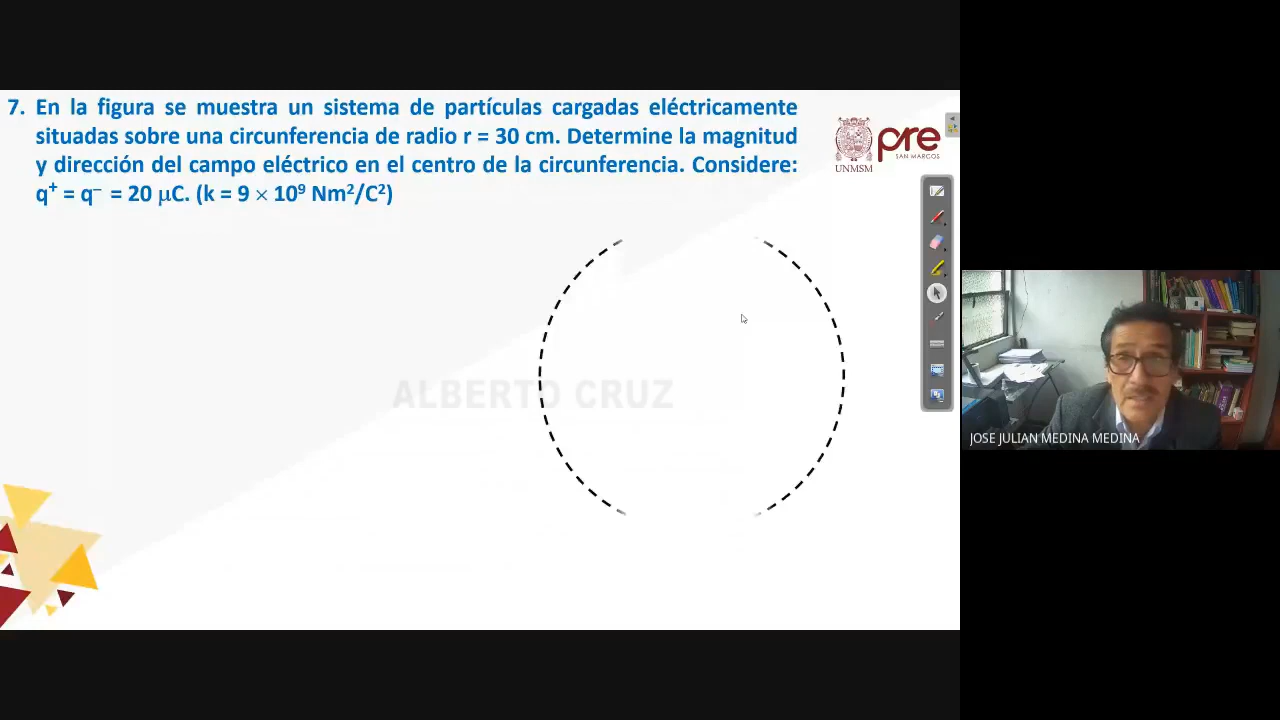 7. En la figura se muestra un sistema de partículas cargadas eléctricamente
situadas sobre una circunferencia de radio r = 30 cm. Determine la magnitud
y dirección del campo eléctrico en el centro de la circunferencia. Considere:
q⁺ = q⁻ = 20 μC. (k = 9 × 10⁹ Nm²/C²)
pre
SAN MARCOS
UNMSM
ALBERTO CRUZ
JOSE JULIAN MEDINA MEDINA